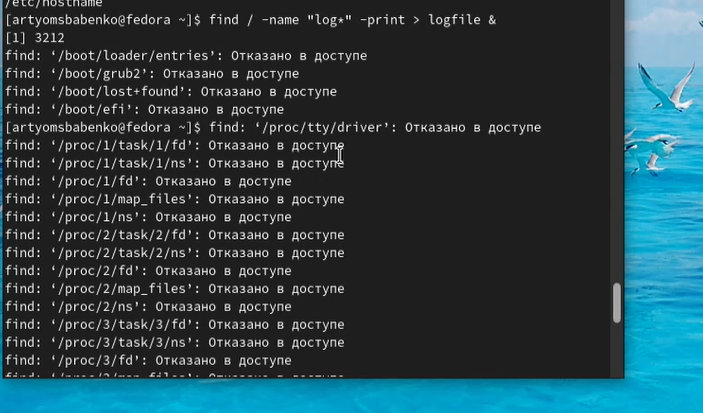 /etc/hostname
[artyomsbabenko@fedora ~]$ find / -name "log*" -print > logfile &
[1] 3212
find: ‘/boot/loader/entries’: Отказано в доступе
find: ‘/boot/grub2’: Отказано в доступе
find: ‘/boot/lost+found’: Отказано в доступе
find: ‘/boot/efi’: Отказано в доступе
[artyomsbabenko@fedora ~]$ find: ‘/proc/tty/driver’: Отказано в доступе
find: ‘/proc/1/task/1/fd’: Отказано в доступе
find: ‘/proc/1/task/1/ns’: Отказано в доступе
find: ‘/proc/1/fd’: Отказано в доступе
find: ‘/proc/1/map_files’: Отказано в доступе
find: ‘/proc/1/ns’: Отказано в доступе
find: ‘/proc/2/task/2/fd’: Отказано в доступе
find: ‘/proc/2/task/2/ns’: Отказано в доступе
find: ‘/proc/2/fd’: Отказано в доступе
find: ‘/proc/2/map_files’: Отказано в доступе
find: ‘/proc/2/ns’: Отказано в доступе
find: ‘/proc/3/task/3/fd’: Отказано в доступе
find: ‘/proc/3/task/3/ns’: Отказано в доступе
find: ‘/proc/3/fd’: Отказано в доступе
find: ‘/proc/3/map_files’: Отказано в доступе